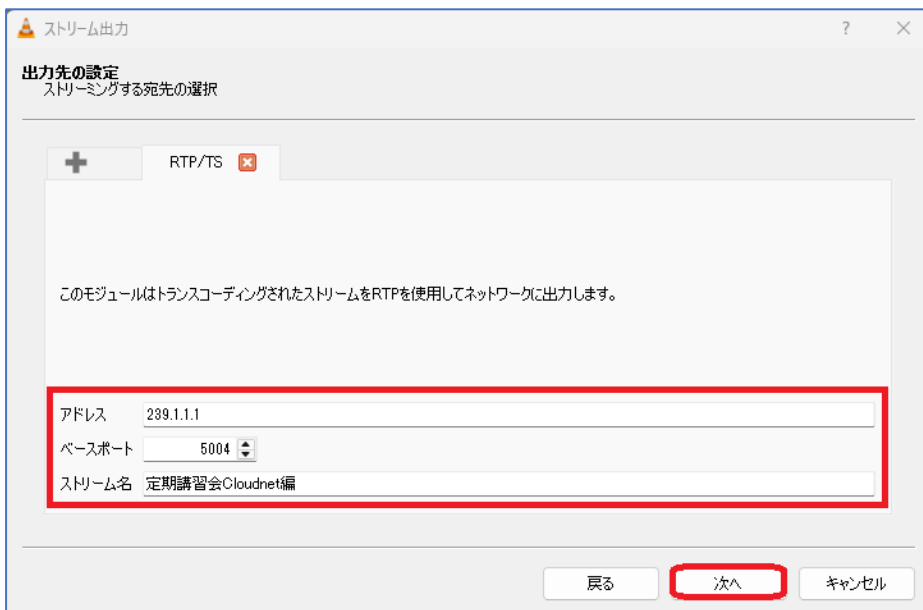 ストリーム出力
?
出力先の設定
ストリーミングする宛先の選択
RTP/TS
このモジュールはトランスコーディングされたストリームをRTPを使用してネットワークに出力します。
アドレス 239.1.1.1
ベースポート 5004
ストリーム名 定期講習会Cloudnet編
戻る 次へ キャンセル